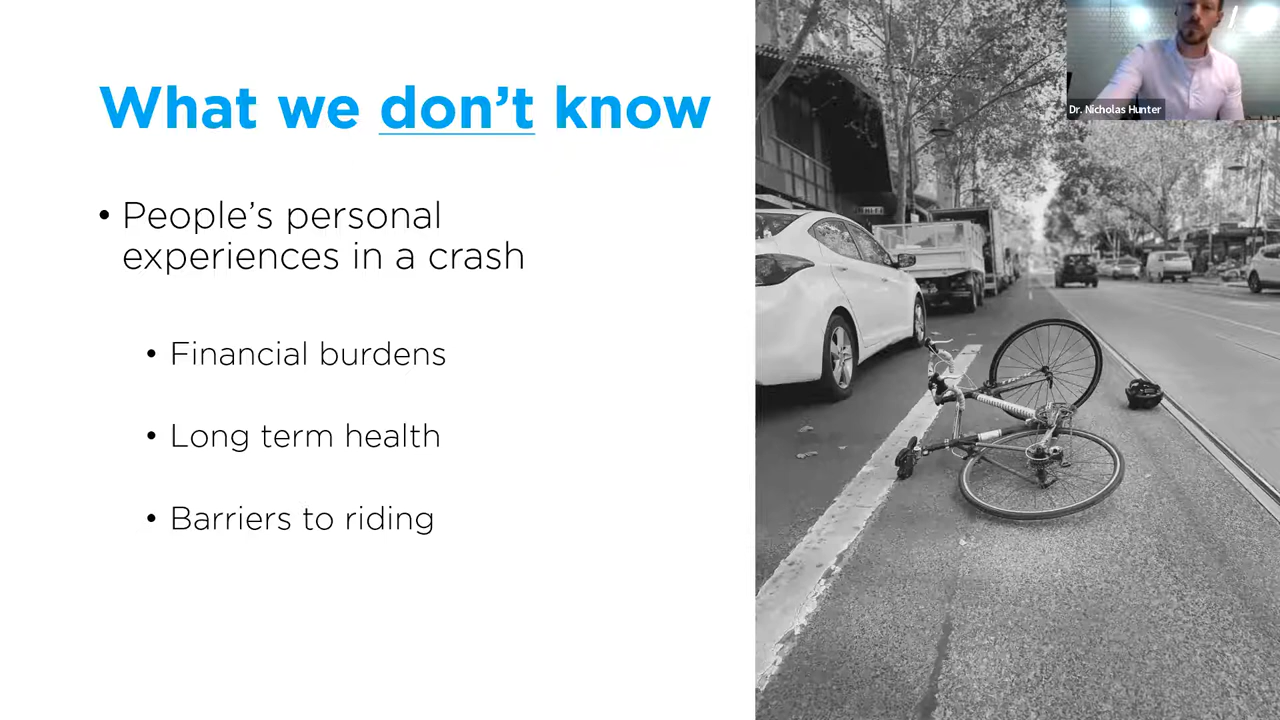 What we don't know
• People's personal
experiences in a crash
• Financial burdens
• Long term health
• Barriers to riding
Dr. Nicholas Hunter